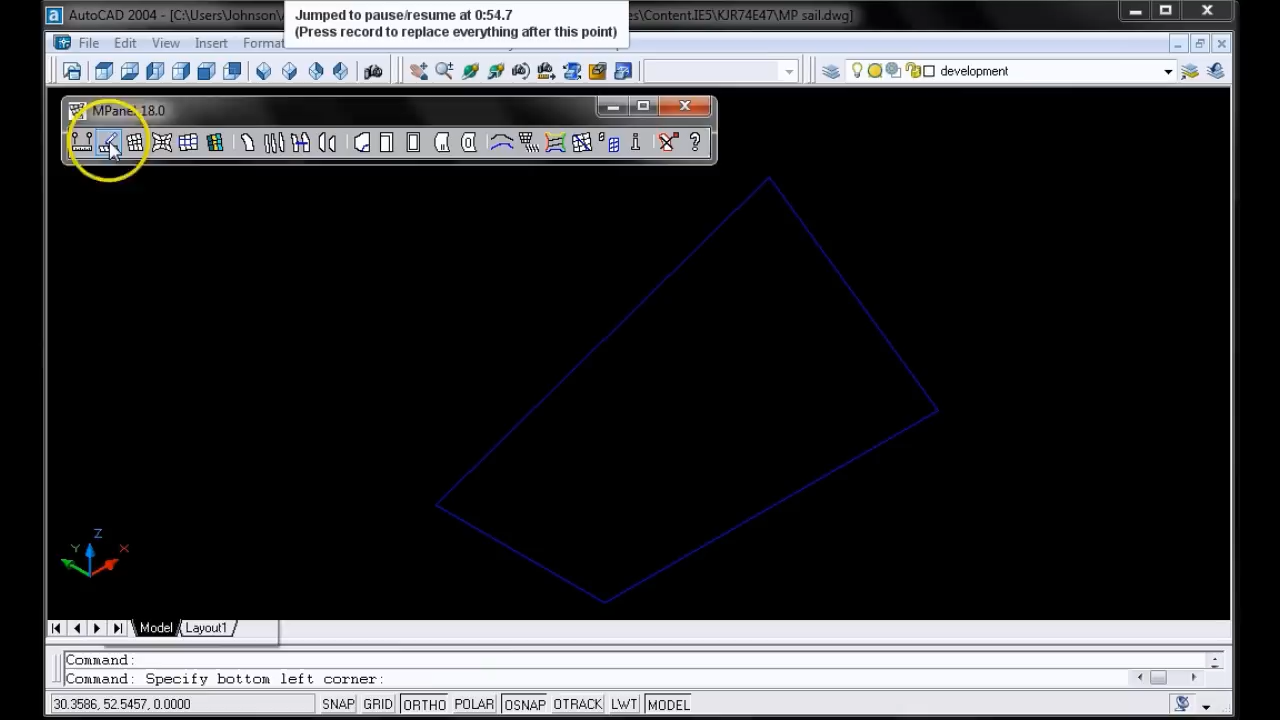 AutoCAD 2004 - [C:\Users\Johnson\
Jumped to pause/resume at 0:54.7
es\Content.IE5\KJR74E47\MP sail.dwg]
(Press record to replace everything after this point)
File Edit View Insert Forma
development
MPanel 18.0
Z
Y X
Model Layout1
Command:
Command: Specify bottom left corner:
30.3586, 52.5457, 0.0000 SNAP GRID ORTHO POLAR OSNAP OTRACK LWT MODEL